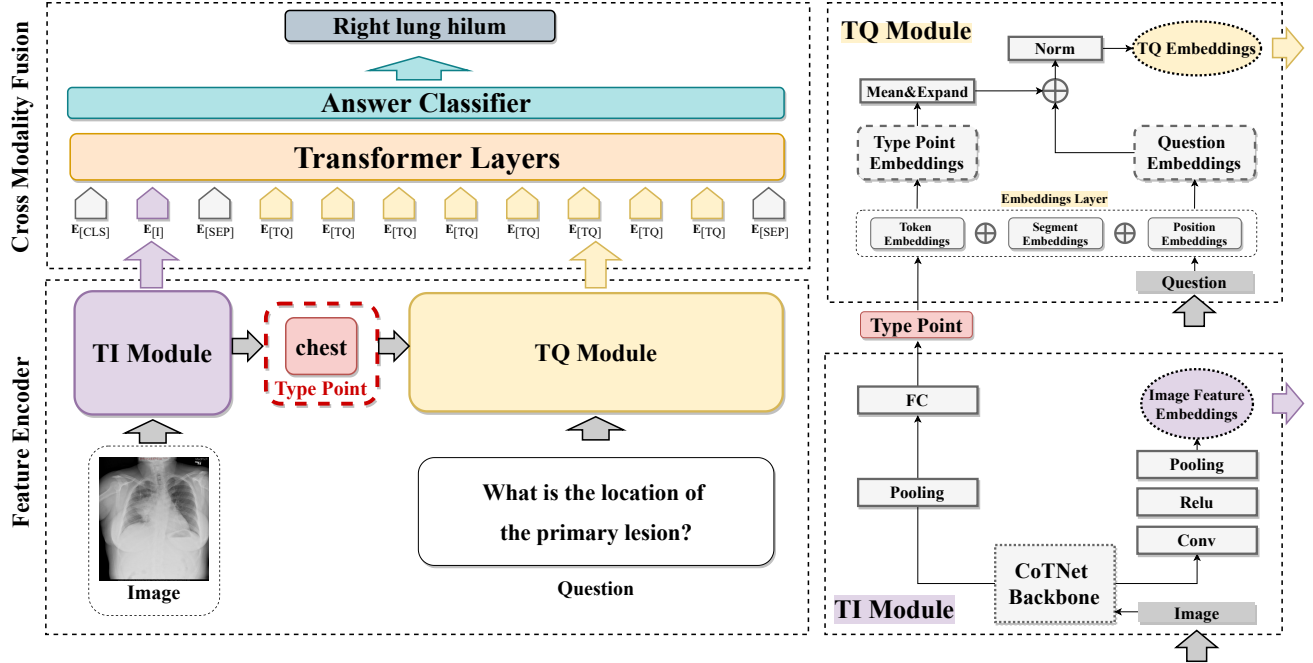 Cross Modality Fusion
Right lung hilum
Answer Classifier
Transformer Layers
E[CLS]
E[I]
E[SEP]
E[TQ]
E[TQ]
E[TQ]
E[TQ]
E[TQ]
E[TQ]
E[TQ]
E[TQ]
E[SEP]
Feature Encoder
TI Module
chest
Type Point
TQ Module
Image
What is the location of
the primary lesion?
Question
TQ Module
Norm
TQ Embeddings
Mean&Expand
Type Point
Embeddings
Question
Embeddings
Embeddings Layer
Token
Embeddings
Segment
Embeddings
Position
Embeddings
Question
Type Point
FC
Image Feature
Embeddings
Pooling
Pooling
Relu
Conv
CoTNet
Backbone
TI Module
Image